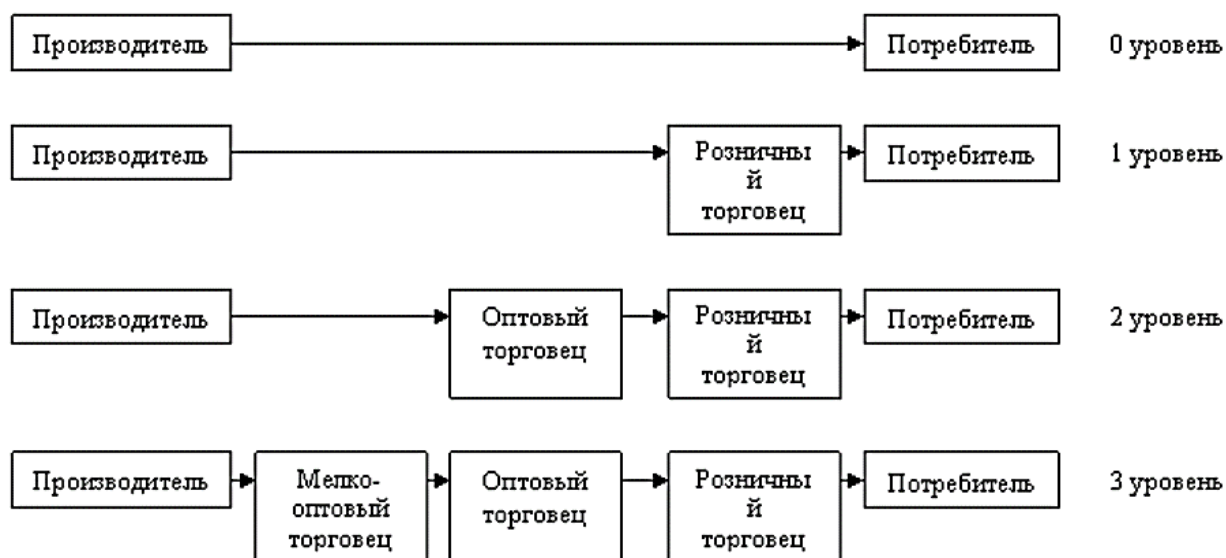 Производитель Потребитель 0 уровень
Производитель Розничны Потребитель 1 уровень
й
торговец
Производитель Оптовый Розничны Потребитель 2 уровень
торговец й
торговец
Производитель Мелко- Оптовый Розничны Потребитель 3 уровень
оптовый торговец й
торговец торговец